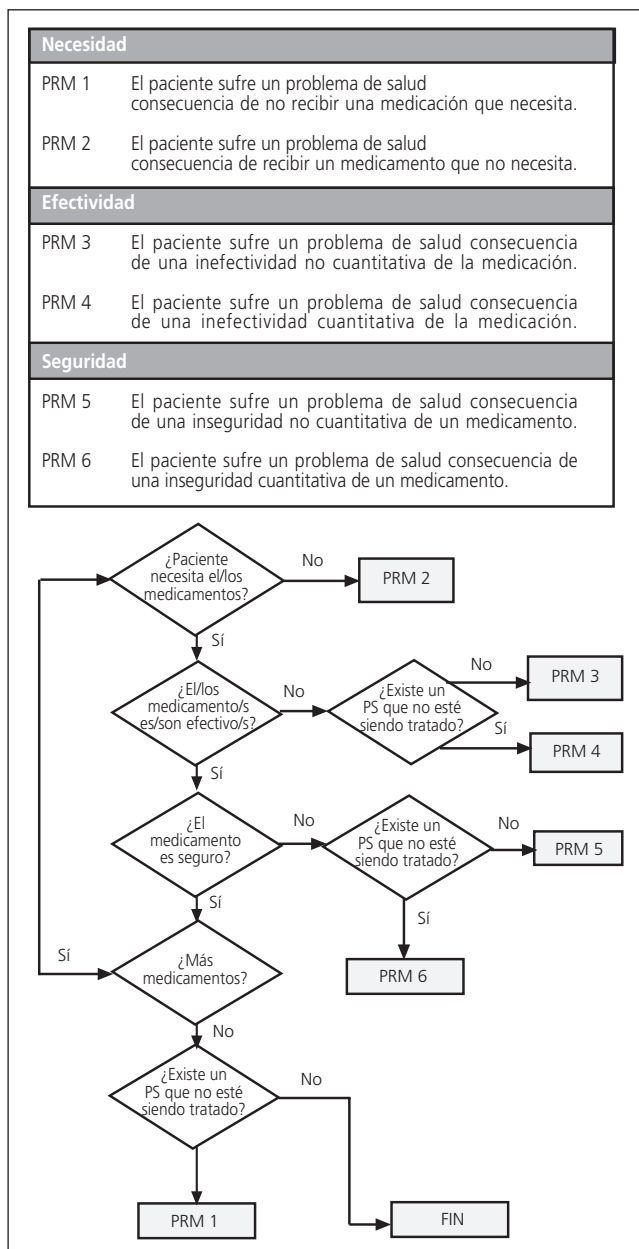 Necesidad
PRM 1 El paciente sufre un problema de salud
consecuencia de no recibir una medicación que necesita.
PRM 2 El paciente sufre un problema de salud
consecuencia de recibir un medicamento que no necesita.
Efectividad
PRM 3 El paciente sufre un problema de salud consecuencia
de una inefectividad no cuantitativa de la medicación.
PRM 4 El paciente sufre un problema de salud consecuencia
de una inefectividad cuantitativa de la medicación.
Seguridad
PRM 5 El paciente sufre un problema de salud consecuencia
de una inseguridad no cuantitativa de un medicamento.
PRM 6 El paciente sufre un problema de salud consecuencia de
una inseguridad cuantitativa de un medicamento.
¿Paciente
necesita el/los
medicamentos?
No
PRM 2
Sí
¿El/los
medicamento/s
es/son efectivo/s?
No
¿Existe un
PS que no esté
siendo tratado?
No
PRM 3
Sí
PRM 4
Sí
¿El
medicamento
es seguro?
No
¿Existe un
PS que no esté
siendo tratado?
No
PRM 5
Sí
PRM 6
Sí
¿Más
medicamentos?
Sí
No
¿Existe un
PS que no esté
siendo tratado?
No
PRM 1
FIN